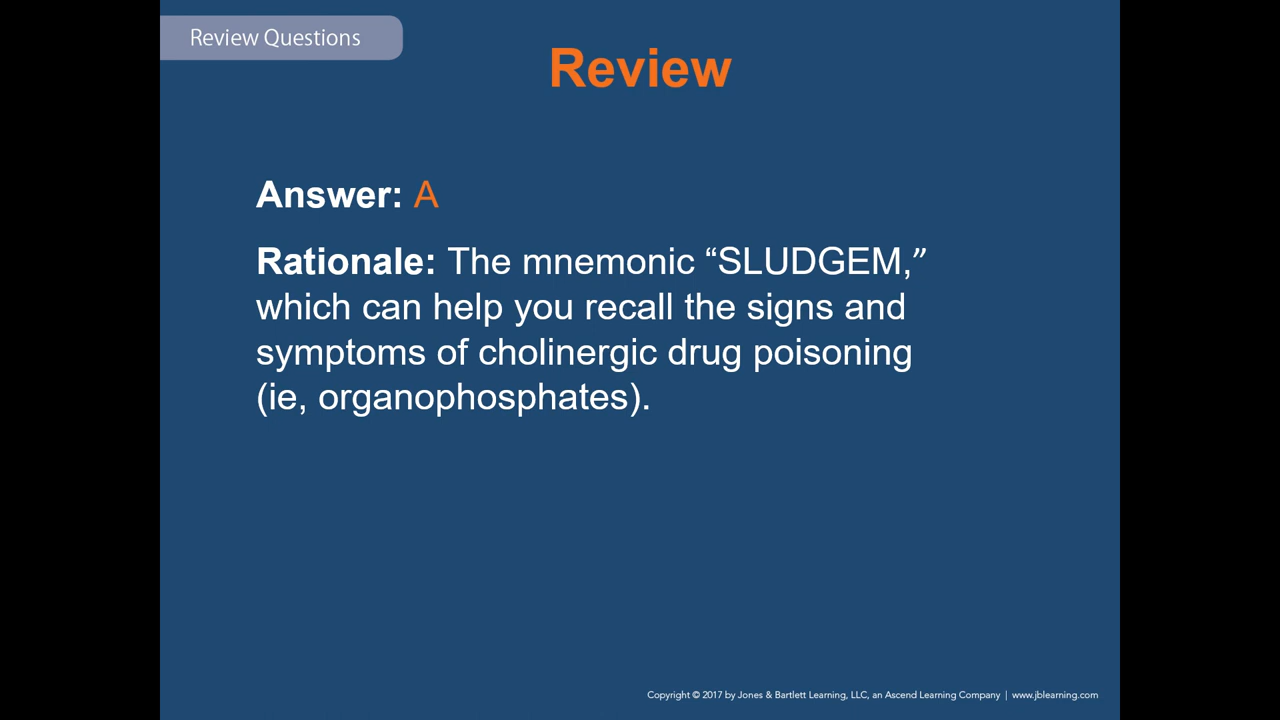 Review Questions
Review
Answer: A
Rationale: The mnemonic “SLUDGEM,”
which can help you recall the signs and
symptoms of cholinergic drug poisoning
(ie, organophosphates).
Copyright © 2017 by Jones & Bartlett Learning, LLC, an Ascend Learning Company | www.jblearning.com